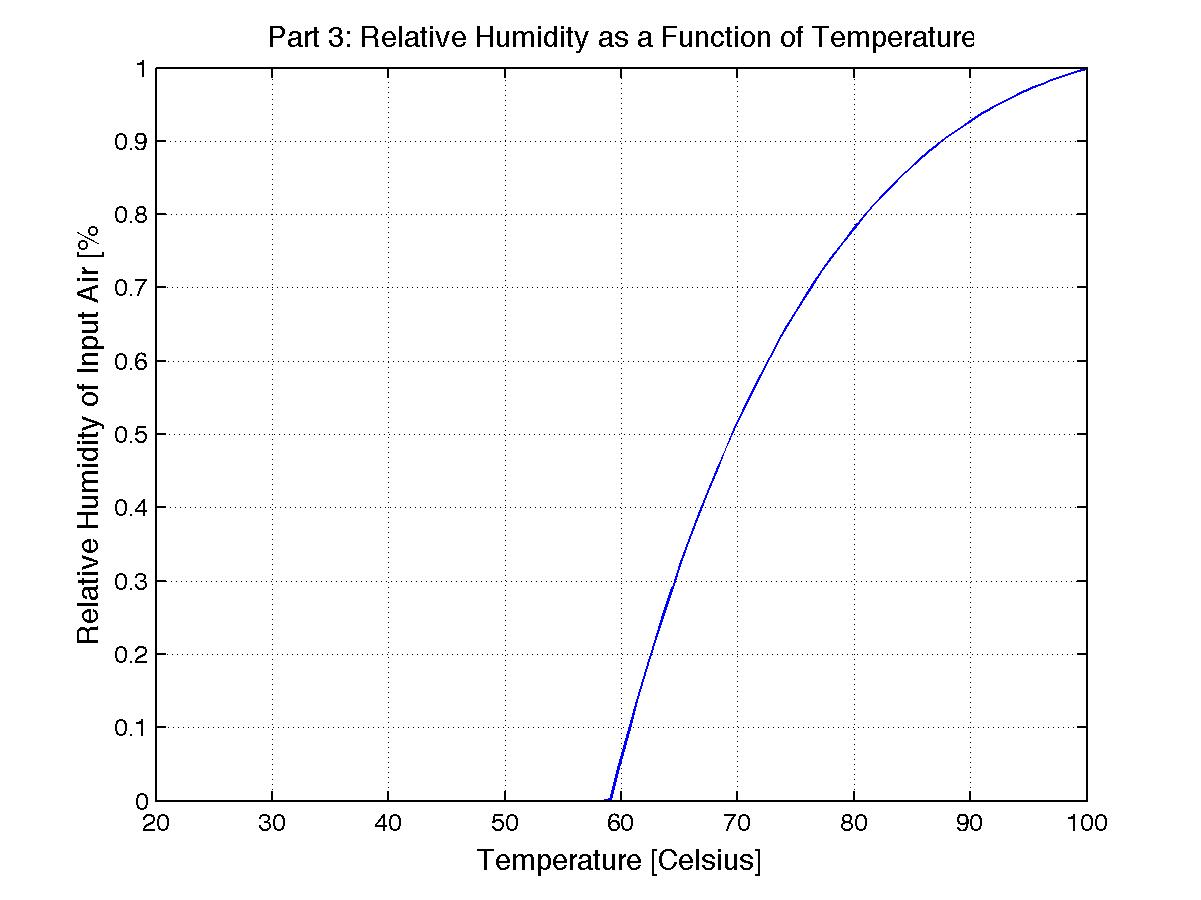 Part 3: Relative Humidity as a Function of Temperature
1
0.9
0.8
0.7
0.6
0.5
0.4
0.3
0.2
0.1
0
Relative Humidity of Input Air [%
20 30 40 50 60 70 80 90 100
Temperature [Celsius]